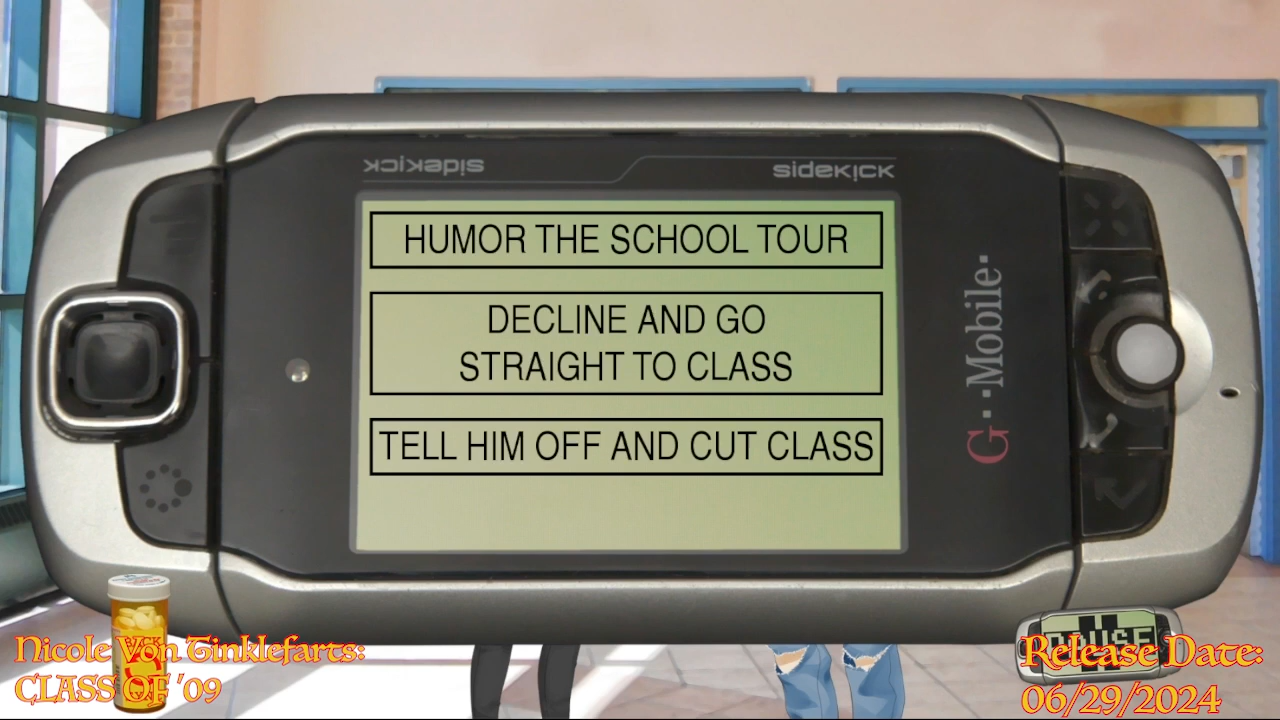 sidekick
sidekick
HUMOR THE SCHOOL TOUR
DECLINE AND GO
STRAIGHT TO CLASS
TELL HIM OFF AND CUT CLASS
G··Mobile·
Nicole Von Tinklefarts:
CLASS OF '09
PAUSE
Release Date:
06/29/2024